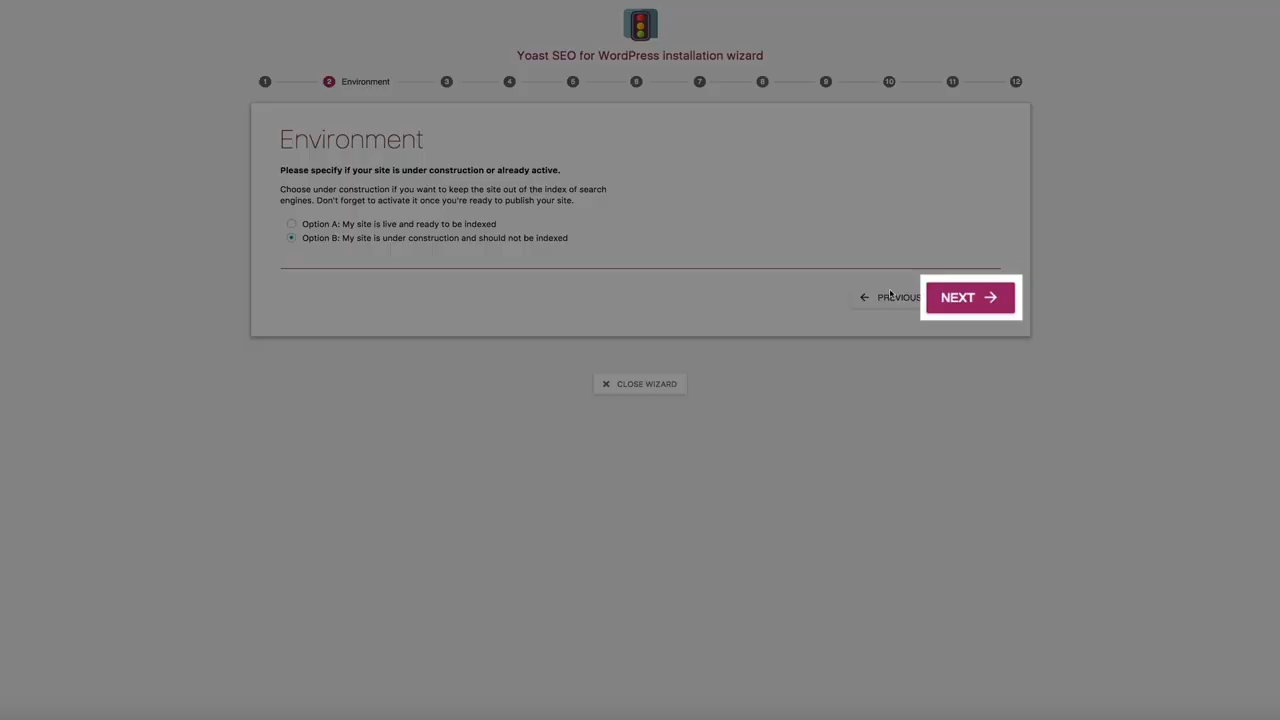 Yoast SEO for WordPress installation wizard
1 2 Environment 3 4 5 6 7 8 9 10 11 12
Environment
Please specify if your site is under construction or already active.
Choose under construction if you want to keep the site out of the index of search
engines. Don't forget to activate it once you're ready to publish your site.
Option A: My site is live and ready to be indexed
Option B: My site is under construction and should not be indexed
PREVIOUS NEXT
CLOSE WIZARD